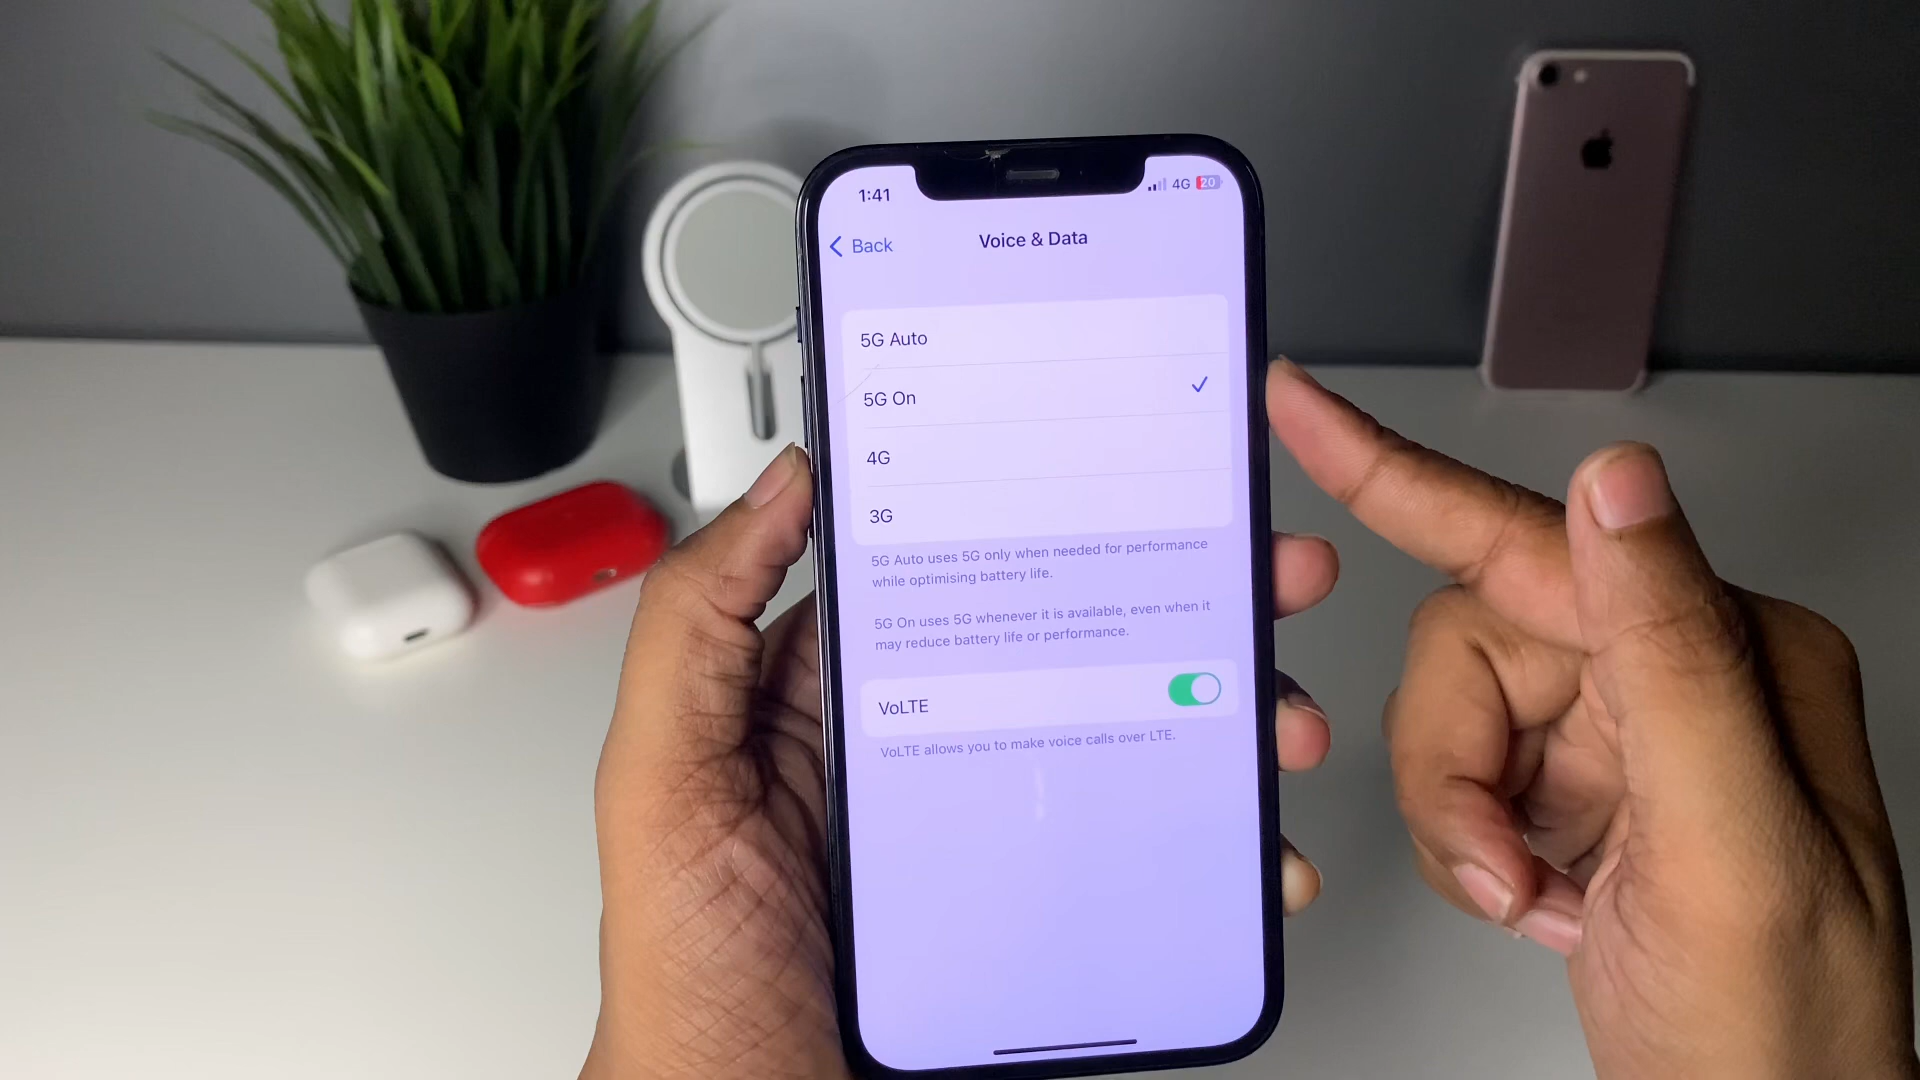 1:41
4G 20
Back
Voice & Data
5G Auto
5G On
4G
3G
5G Auto uses 5G only when needed for performance
while optimising battery life.
5G On uses 5G whenever it is available, even when it
may reduce battery life or performance.
VoLTE
VoLTE allows you to make voice calls over LTE.